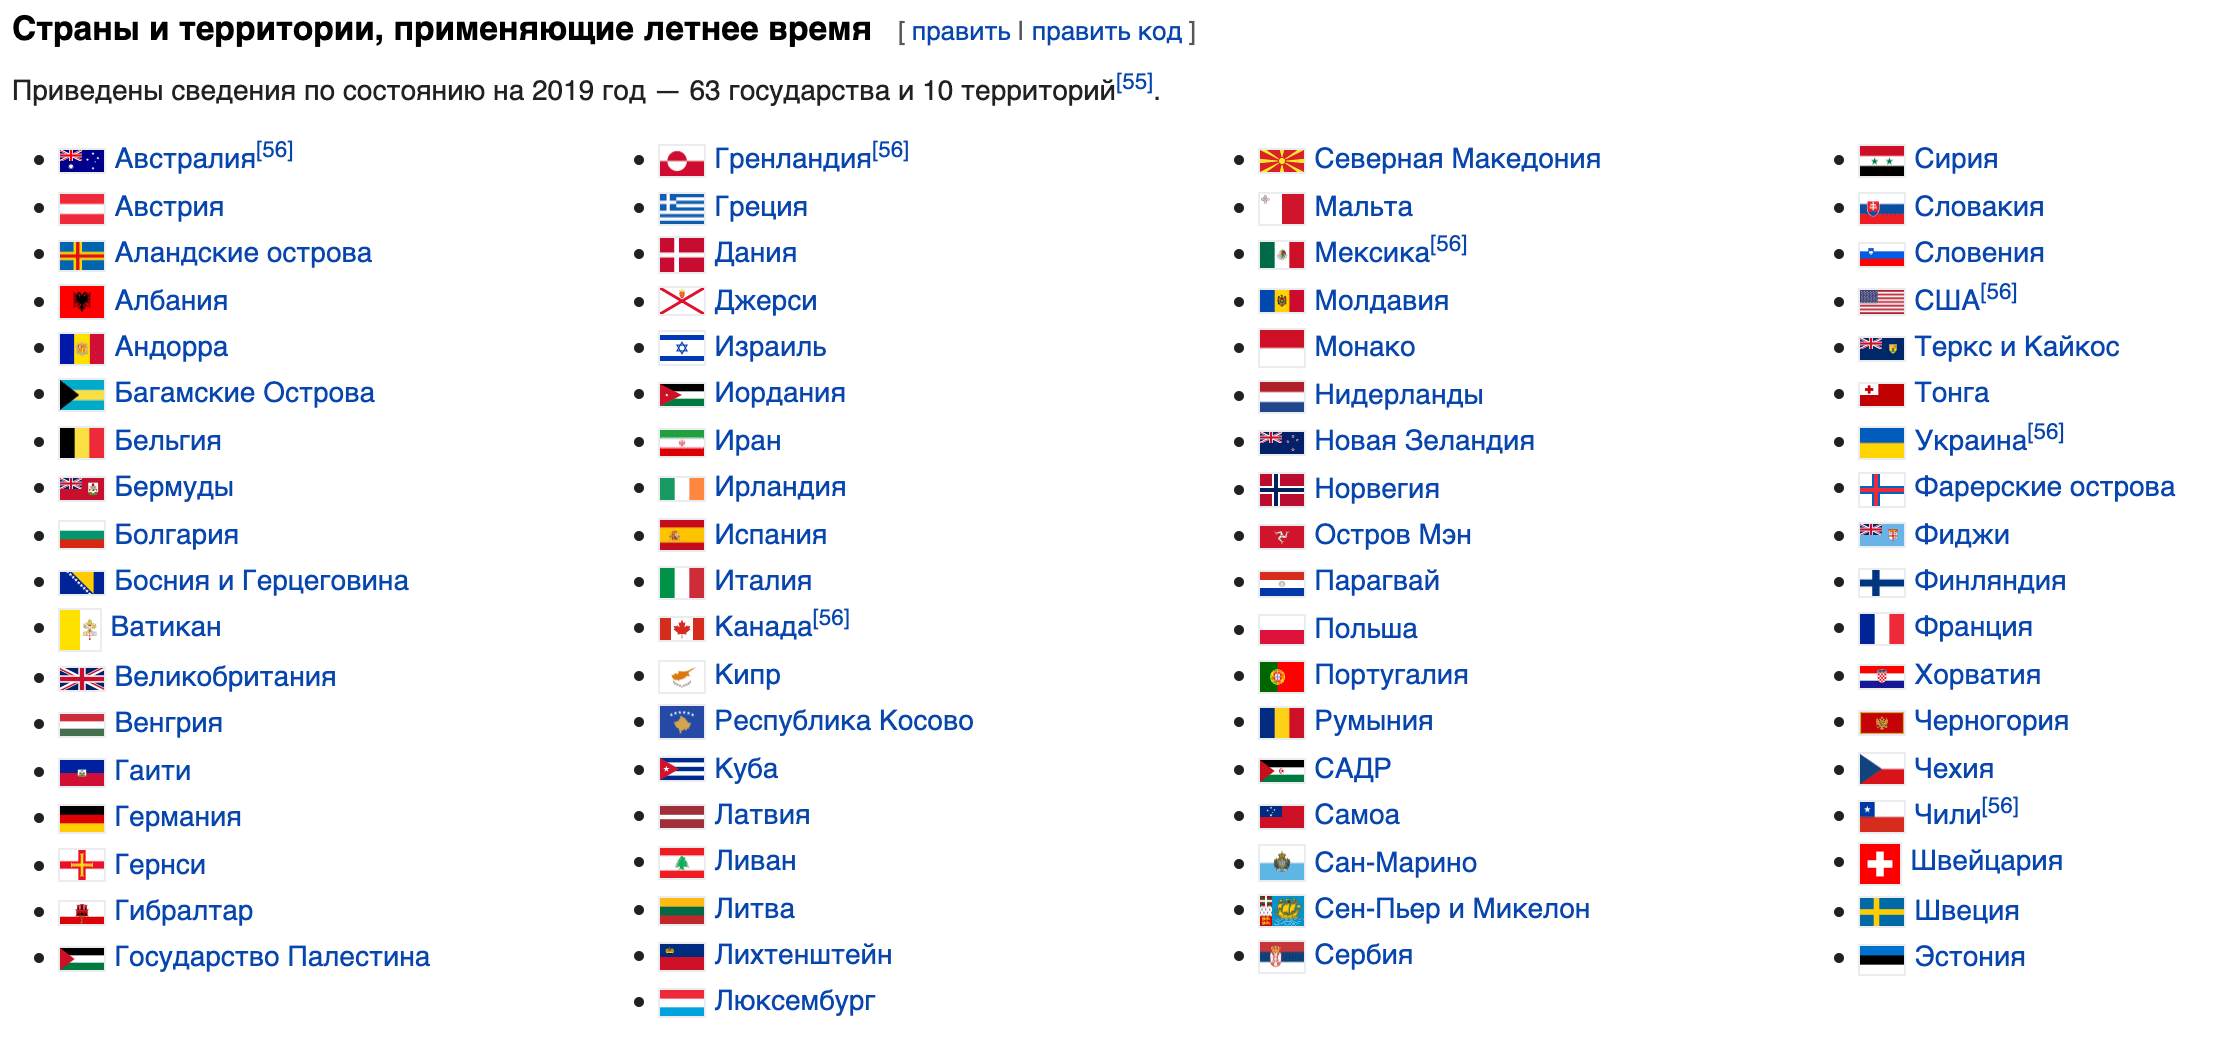 Страны и территории, применяющие летнее время [ править | править код ]
Приведены сведения по состоянию на 2019 год — 63 государства и 10 территорий[55].
Австралия[56]
Австрия
Аландские острова
Албания
Андорра
Багамские Острова
Бельгия
Бермуды
Болгария
Босния и Герцеговина
Ватикан
Великобритания
Венгрия
Гаити
Германия
Гернси
Гибралтар
Государство Палестина
Гренландия[56]
Греция
Дания
Джерси
Израиль
Иордания
Иран
Ирландия
Испания
Италия
Канада[56]
Кипр
Республика Косово
Куба
Латвия
Ливан
Литва
Лихтенштейн
Люксембург
Северная Македония
Мальта
Мексика[56]
Молдавия
Монако
Нидерланды
Новая Зеландия
Норвегия
Остров Мэн
Парагвай
Польша
Португалия
Румыния
САДР
Самоа
Сан-Марино
Сен-Пьер и Микелон
Сербия
Сирия
Словакия
Словения
США[56]
Теркс и Кайкос
Тонга
Украина[56]
Фарерские острова
Фиджи
Финляндия
Франция
Хорватия
Черногория
Чехия
Чили[56]
Швейцария
Швеция
Эстония